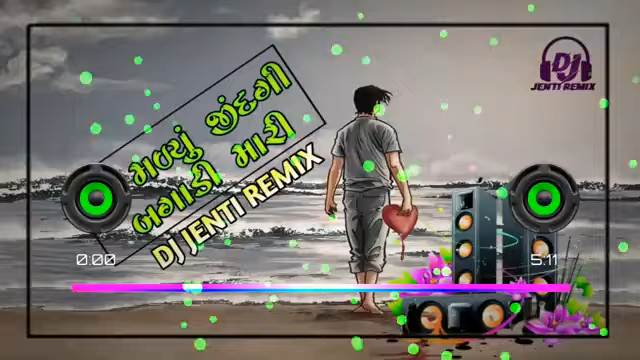 મળ્યું જીંદગી
બગાડી મારી
DJ JENTI REMIX
DJ
JENTI REMIX
0:00
5:11